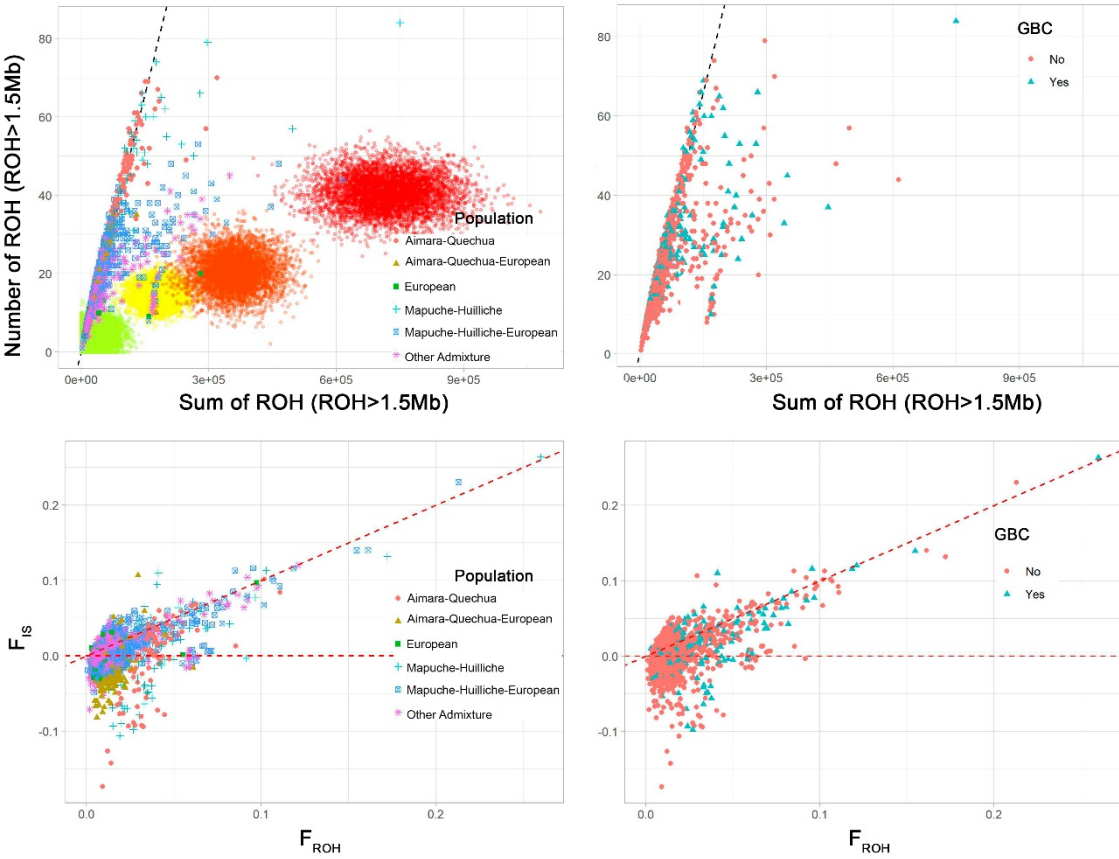 Number of ROH (ROH>1.5Mb)
80
60
40
20
0
0e+00
3e+05
6e+05
9e+05
Sum of ROH (ROH>1.5Mb)
Population
Aimara-Quechua
Aimara-Quechua-European
European
Mapuche-Huilliche
Mapuche-Huilliche-European
Other Admixture
80
60
40
20
0
0e+00
3e+05
6e+05
9e+05
Sum of ROH (ROH>1.5Mb)
GBC
No
Yes
FIS
0.2
0.1
0.0
-0.1
0.0
0.1
0.2
FROH
Population
Aimara-Quechua
Aimara-Quechua-European
European
Mapuche-Huilliche
Mapuche-Huilliche-European
Other Admixture
0.2
0.1
0.0
-0.1
0.0
0.1
0.2
FROH
GBC
No
Yes